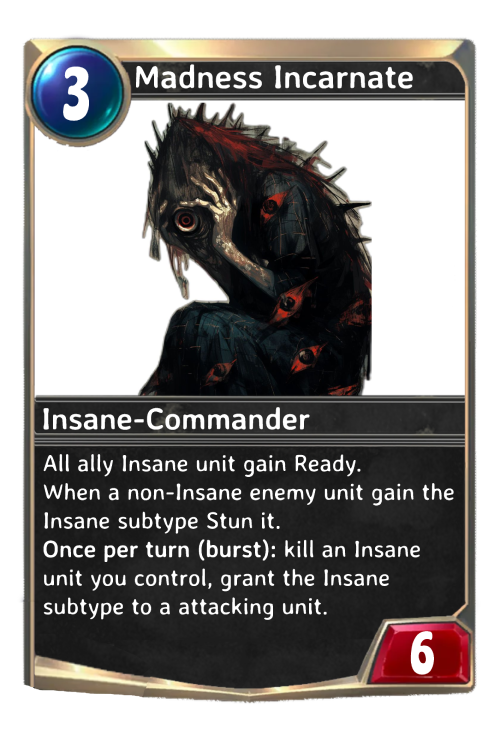 3
Madness Incarnate
Insane-Commander
All ally Insane unit gain Ready.
When a non-Insane enemy unit gain the
Insane subtype Stun it.
Once per turn (burst): kill an Insane
unit you control, grant the Insane
subtype to a attacking unit.
6